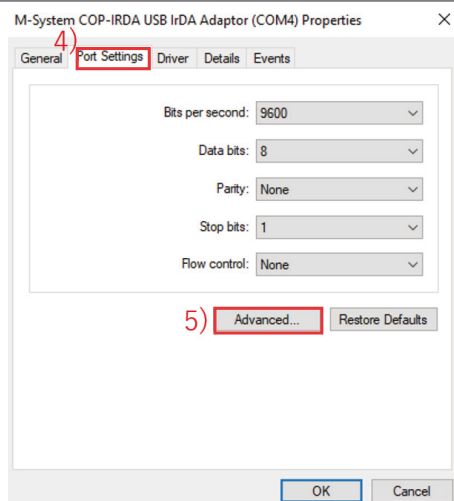 M-System COP-IRDA USB IrDA Adaptor (COM4) Properties
4)
General Port Settings Driver Details Events
Bits per second: 9600
Data bits: 8
Parity: None
Stop bits: 1
Flow control: None
5) Advanced... Restore Defaults
OK Cancel